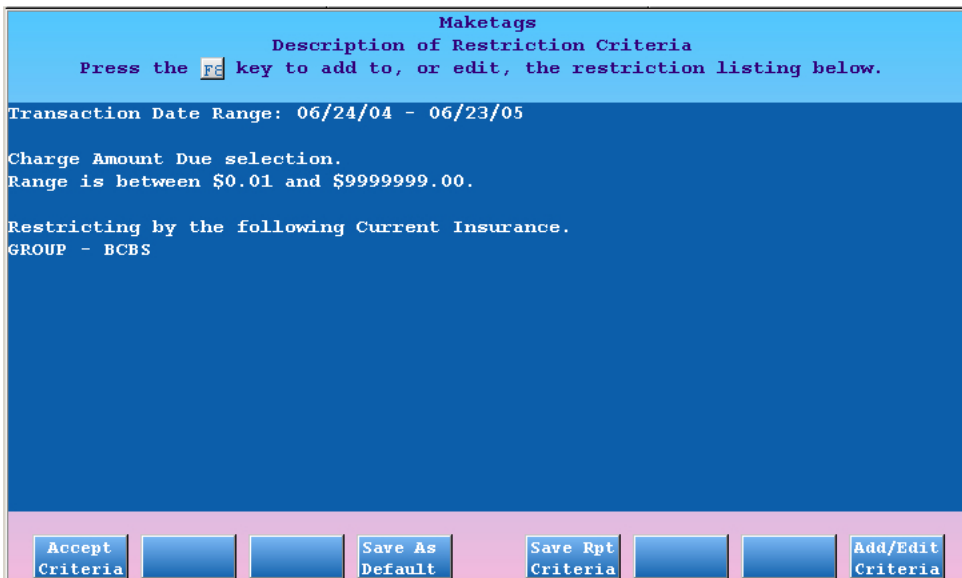 Maketags
Description of Restriction Criteria
Press the F8 key to add to, or edit, the restriction listing below.
Transaction Date Range: 06/24/04 - 06/23/05
Charge Amount Due selection.
Range is between $0.01 and $9999999.00.
Restricting by the following Current Insurance.
GROUP - BCBS
Accept Criteria
Save As Default
Save Rpt Criteria
Add/Edit Criteria